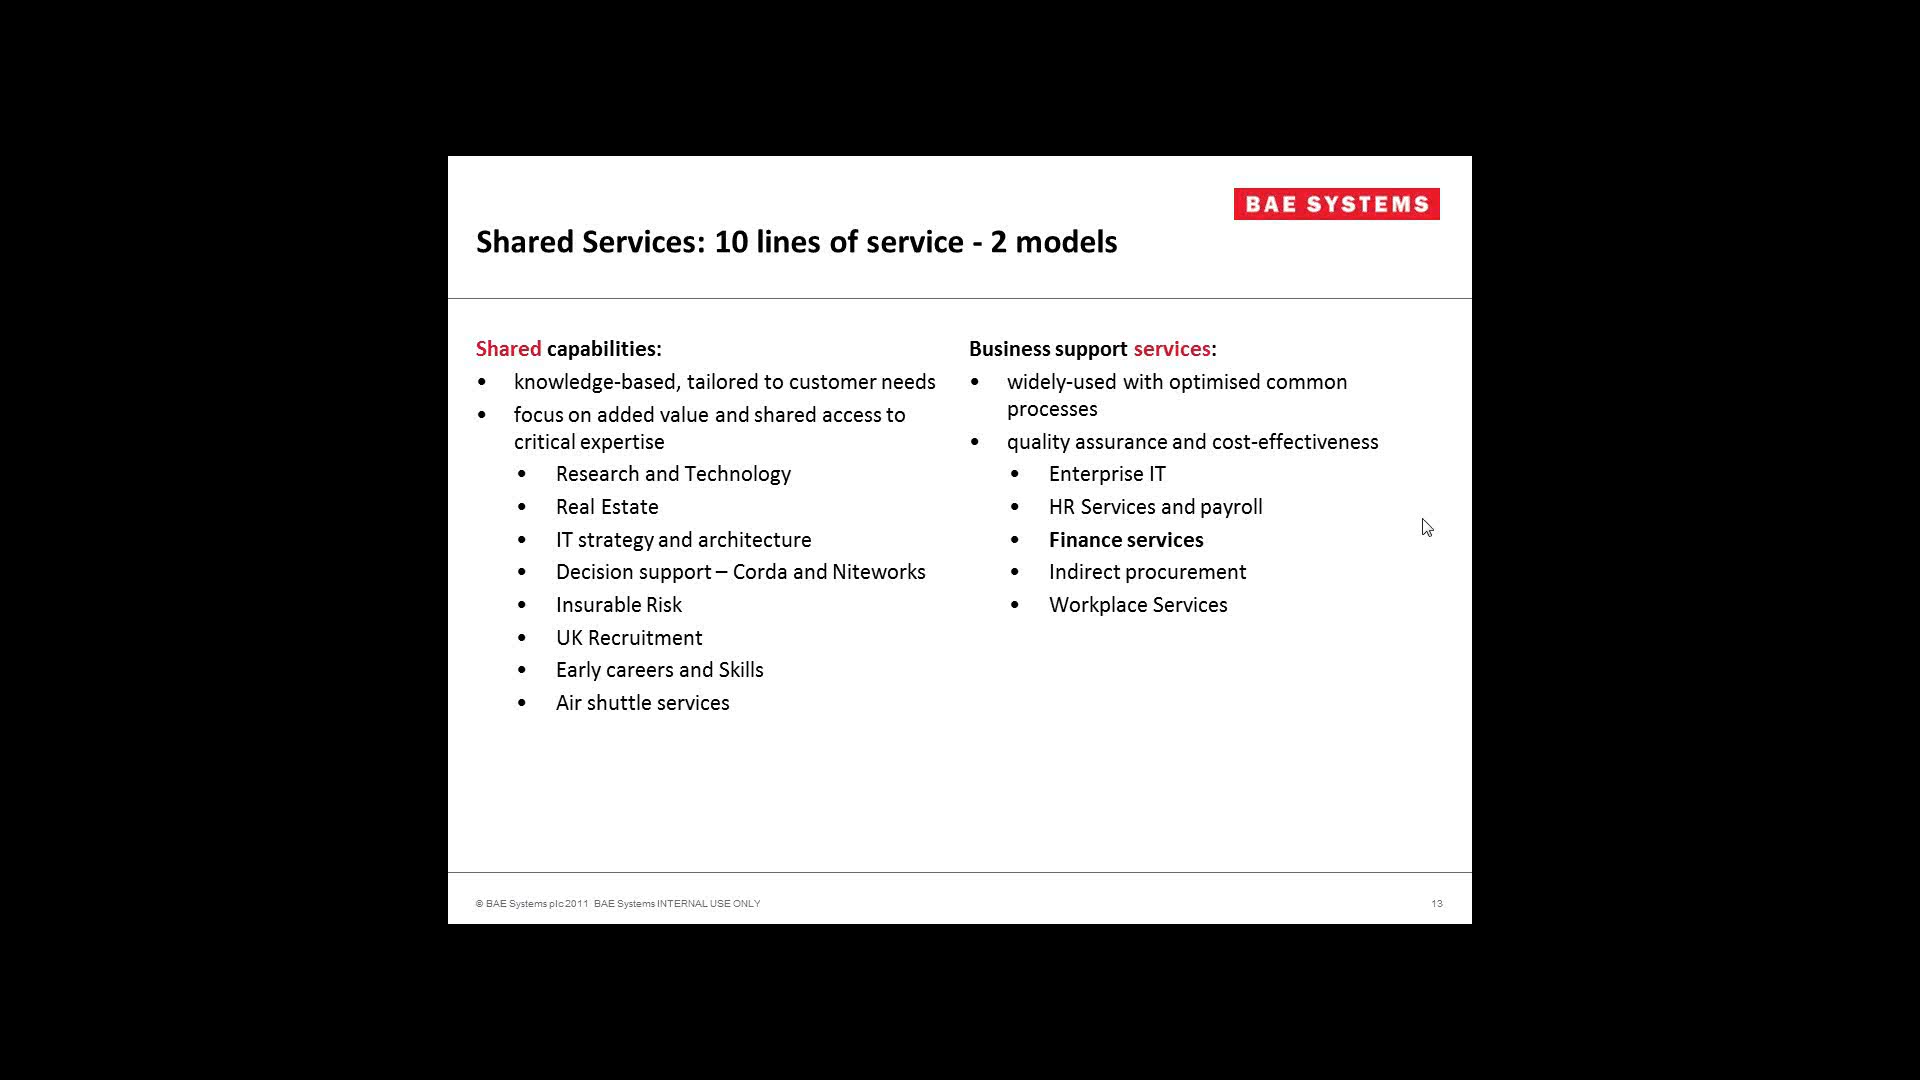 BAE SYSTEMS
Shared Services: 10 lines of service - 2 models
Shared capabilities:
• knowledge-based, tailored to customer needs
• focus on added value and shared access to
critical expertise
• Research and Technology
• Real Estate
• IT strategy and architecture
• Decision support – Corda and Niteworks
• Insurable Risk
• UK Recruitment
• Early careers and Skills
• Air shuttle services
Business support services:
• widely-used with optimised common
processes
• quality assurance and cost-effectiveness
• Enterprise IT
• HR Services and payroll
• Finance services
• Indirect procurement
• Workplace Services
© BAE Systems plc 2011 BAE Systems INTERNAL USE ONLY
13